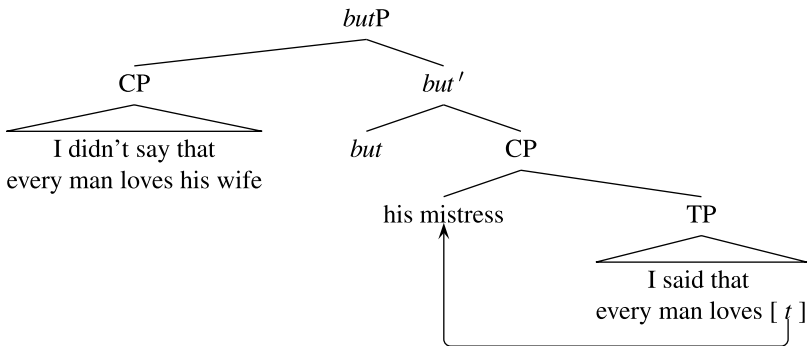 butP
CP
but′
I didn't say that
every man loves his wife
but
CP
his mistress
TP
I said that
every man loves [ t ]